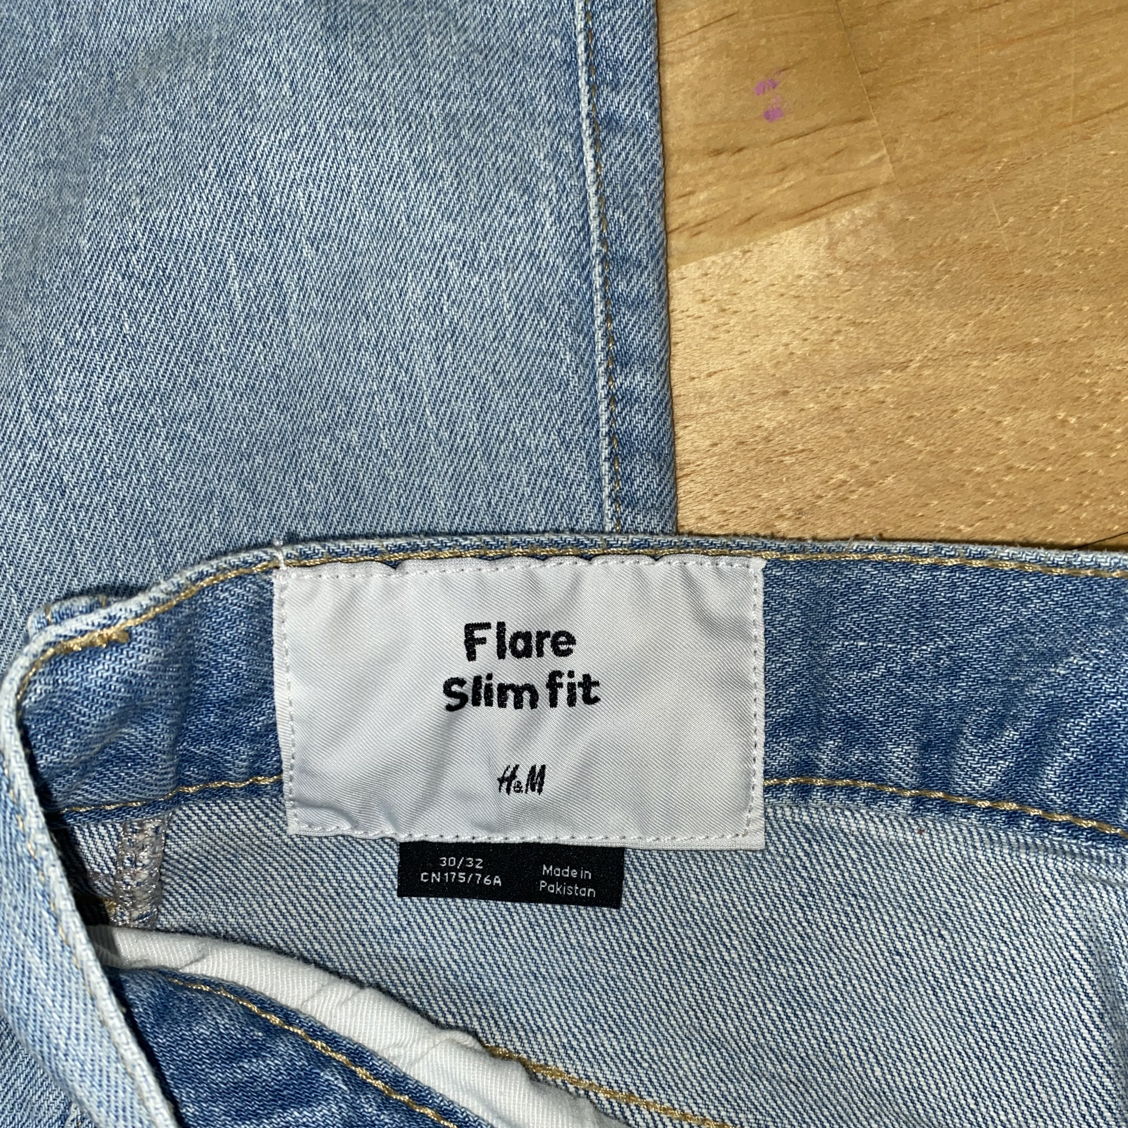 Flare
Slim fit
H&M
30/32
CN175/76A
Made in
Pakistan